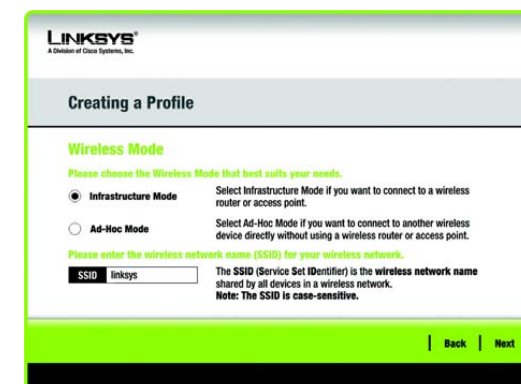 LINKSYS®
A Division of Cisco Systems, Inc.
Creating a Profile
Wireless Mode
Please choose the Wireless Mode that best suits your needs.
Infrastructure Mode
Select Infrastructure Mode if you want to connect to a wireless
router or access point.
Ad-Hoc Mode
Select Ad-Hoc Mode if you want to connect to another wireless
device directly without using a wireless router or access point.
Please enter the wireless network name (SSID) for your wireless network.
SSID linksys
The SSID (Service Set IDentifier) is the wireless network name
shared by all devices in a wireless network.
Note: The SSID is case-sensitive.
Back | Next